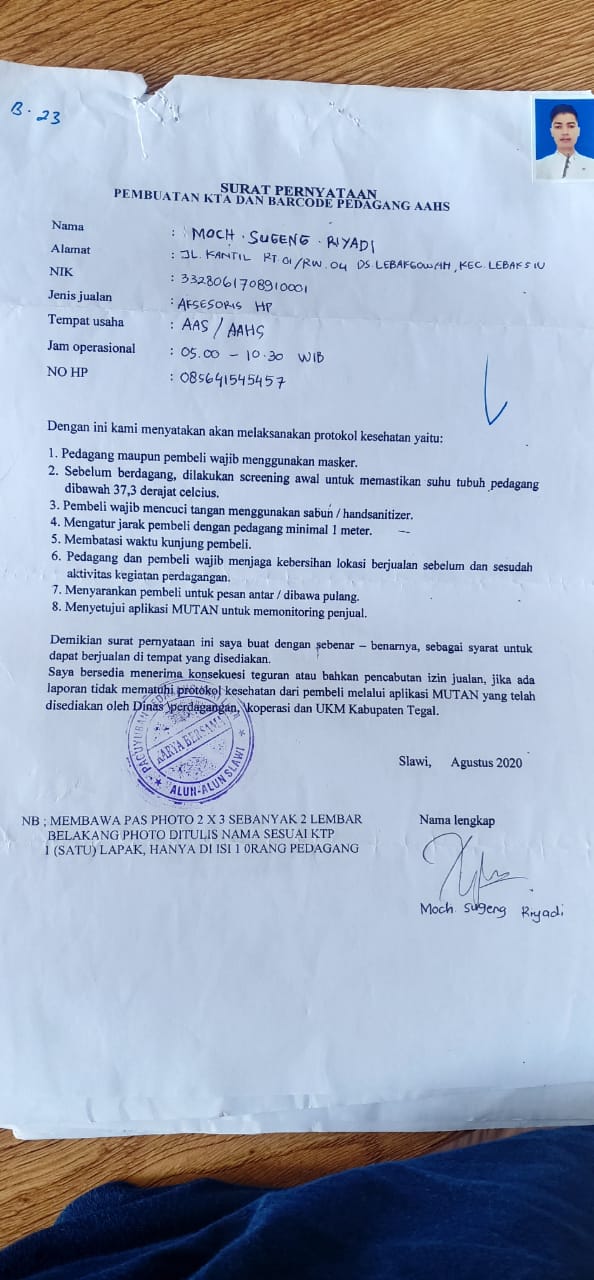 B. 23
SURAT PERNYATAAN
PEMBUATAN KTA DAN BARCODE PEDAGANG AAHS
Nama : MOCH. SUGENG. RIYADI
Alamat : JL. KANTIL RT. 01/RW. 04 DS. LEBAKGOWAH, KEC. LEBAKSIU
NIK : 3328061708910001
Jenis jualan : AKSESORIS HP
Tempat usaha : AAS / AAHS
Jam operasional : 05.00 - 10.30 WIB
NO HP : 085641545457
Dengan ini kami menyatakan akan melaksanakan protokol kesehatan yaitu:
1. Pedagang maupun pembeli wajib menggunakan masker.
2. Sebelum berdagang, dilakukan screening awal untuk memastikan suhu tubuh pedagang
dibawah 37,3 derajat celcius.
3. Pembeli wajib mencuci tangan menggunakan sabun / handsanitizer.
4. Mengatur jarak pembeli dengan pedagang minimal 1 meter.
5. Membatasi waktu kunjung pembeli.
6. Pedagang dan pembeli wajib menjaga kebersihan lokasi berjualan sebelum dan sesudah
aktivitas kegiatan perdagangan.
7. Menyarankan pembeli untuk pesan antar / dibawa pulang.
8. Menyetujui aplikasi MUTAN untuk memonitoring penjual.
Demikian surat pernyataan ini saya buat dengan sebenar – benarnya, sebagai syarat untuk
dapat berjualan di tempat yang disediakan.
Saya bersedia menerima konsekuesi teguran atau bahkan pencabutan izin jualan, jika ada
laporan tidak mematuhi protokol kesehatan dari pembeli melalui aplikasi MUTAN yang telah
disediakan oleh Dinas \perdagangan, \koperasi dan UKM Kabupaten Tegal.
PAGUYUBAN
KARYA BERSAMA
ALUN-ALUN SLAWI
Slawi, Agustus 2020
NB ; MEMBAWA PAS PHOTO 2 X 3 SEBANYAK 2 LEMBAR
BELAKANG PHOTO DITULIS NAMA SESUAI KTP
1 (SATU) LAPAK, HANYA DI ISI 1 0RANG PEDAGANG
Nama lengkap
Moch. Sugeng Riyadi